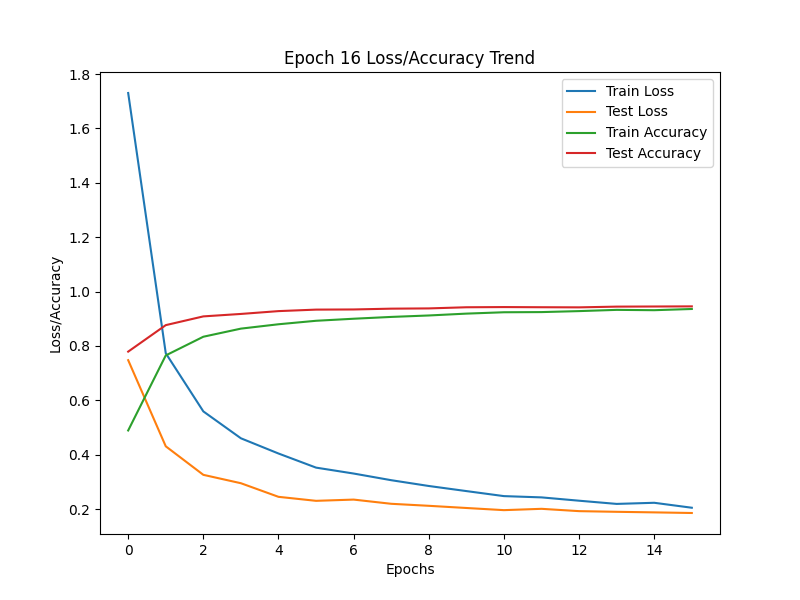 Epoch 16 Loss/Accuracy Trend
1.8
1.6
1.4
1.2
1.0
0.8
0.6
0.4
0.2
Loss/Accuracy
Train Loss
Test Loss
Train Accuracy
Test Accuracy
0 2 4 6 8 10 12 14
Epochs